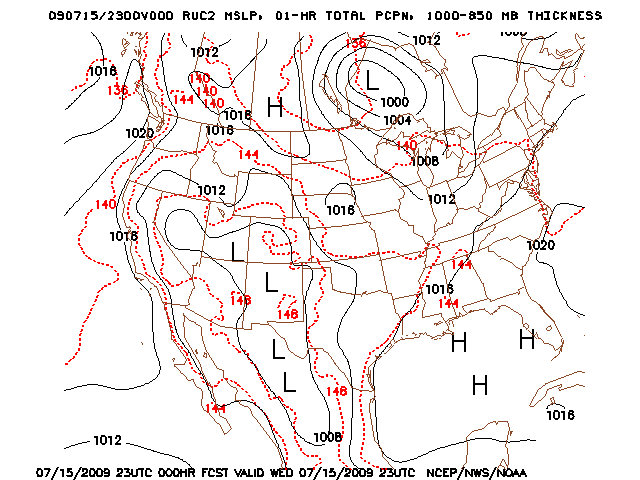 090715/2300V000 RUC2 MSLP, 01-HR TOTAL PCPN, 1000-850 MB THICKNESS
1012 136 1012
1016 136 140 140 140 144 L 1000 1004
H 1016
1020 1016 144 140 1008
1012 1016 1012
140 1016
L L 1020 144
148 148 1016 144
L H H
L 148 H
144 1016
1008
1012
07/15/2009 23UTC 000HR FCST VALID WED 07/15/2009 23UTC NCEP/NWS/NOAA